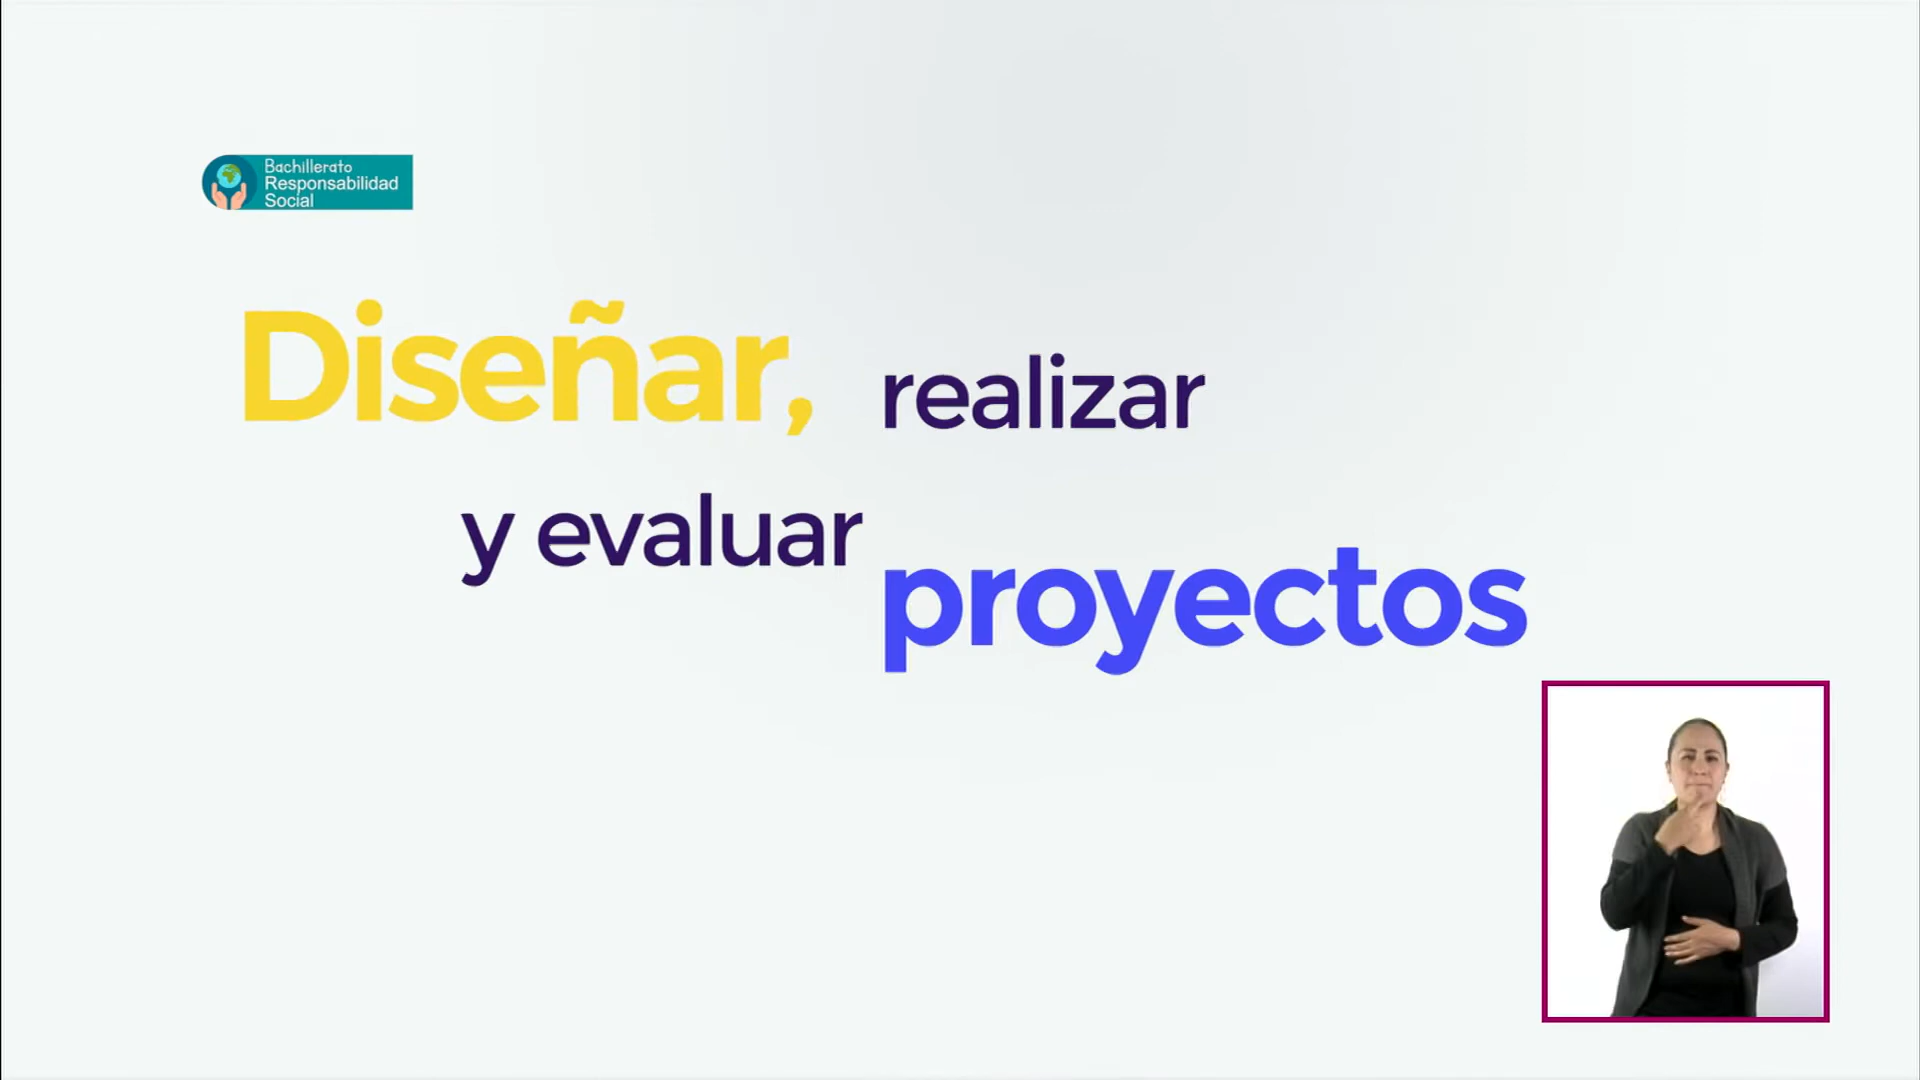 Bachillerato
Responsabilidad
Social
Diseñar, realizar
y evaluar
proyectos